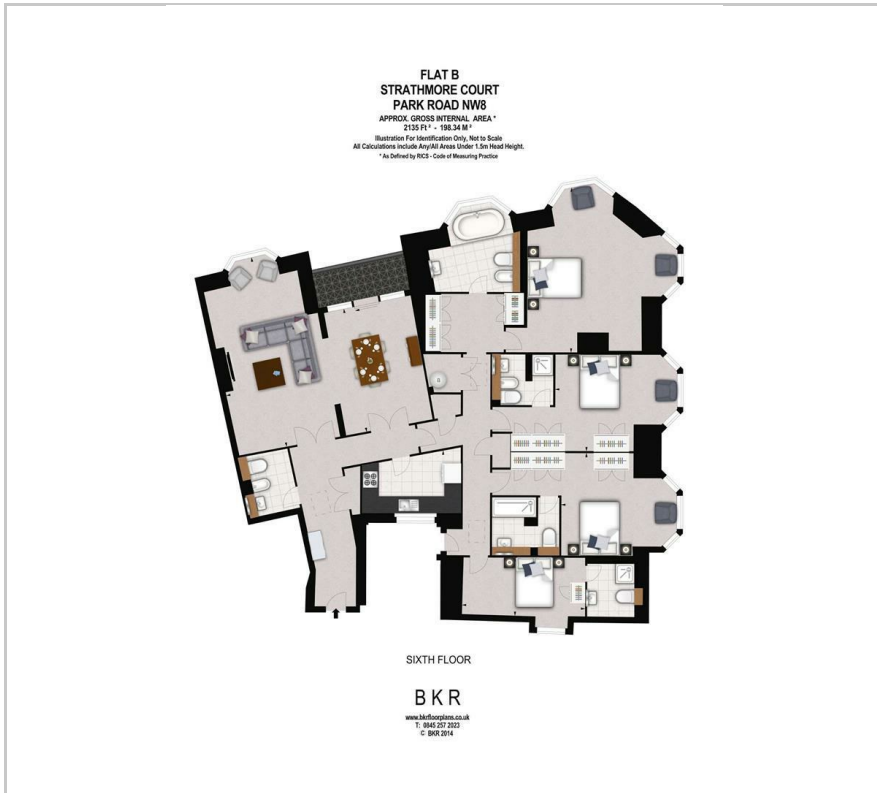 FLAT B
STRATHMORE COURT
PARK ROAD NW8
APPROX. GROSS INTERNAL AREA *
2135 Ft ² - 198.34 M ²
Illustration For Identification Only, Not to Scale
All Calculations Include Any/All Areas Under 1.5m Head Height.
* As Defined by RICS - Code of Measuring Practice
SIXTH FLOOR
BKR
www.bkrfloorplans.co.uk
T: 0845 257 2023
© BKR 2014